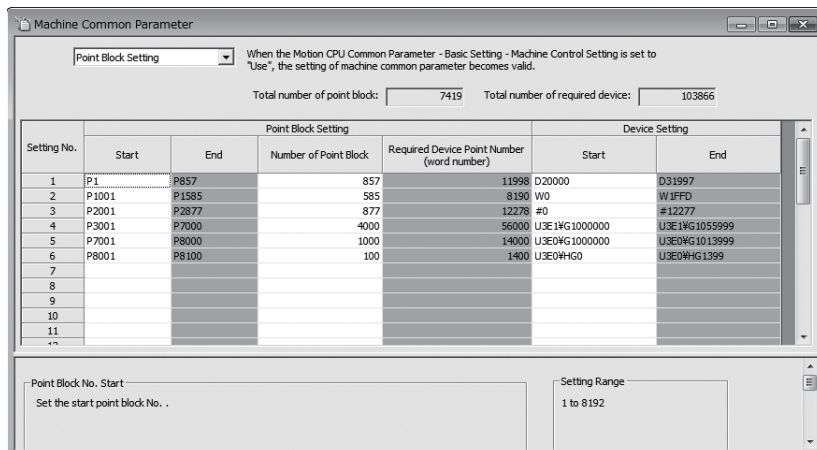 Machine Common Parameter
Point Block Setting
When the Motion CPU Common Parameter - Basic Setting - Machine Control Setting is set to
"Use", the setting of machine common parameter becomes valid.
Total number of point block: 7419 Total number of required device: 103866
Setting No. Point Block Setting Device Setting
Start End Number of Point Block Required Device Point Number (word number) Start End
1 P1 P857 857 11998 D20000 D31997
2 P1001 P1585 585 8190 W0 W1FFD
3 P2001 P2877 877 12278 #0 #12277
4 P3001 P7000 4000 56000 U3E1¥G1000000 U3E1¥G1055999
5 P7001 P8000 1000 14000 U3E0¥G1000000 U3E0¥G1013999
6 P8001 P8100 100 1400 U3E0¥HG0 U3E0¥HG1399
7
8
9
10
11
12
Point Block No. Start Setting Range
Set the start point block No. . 1 to 8192